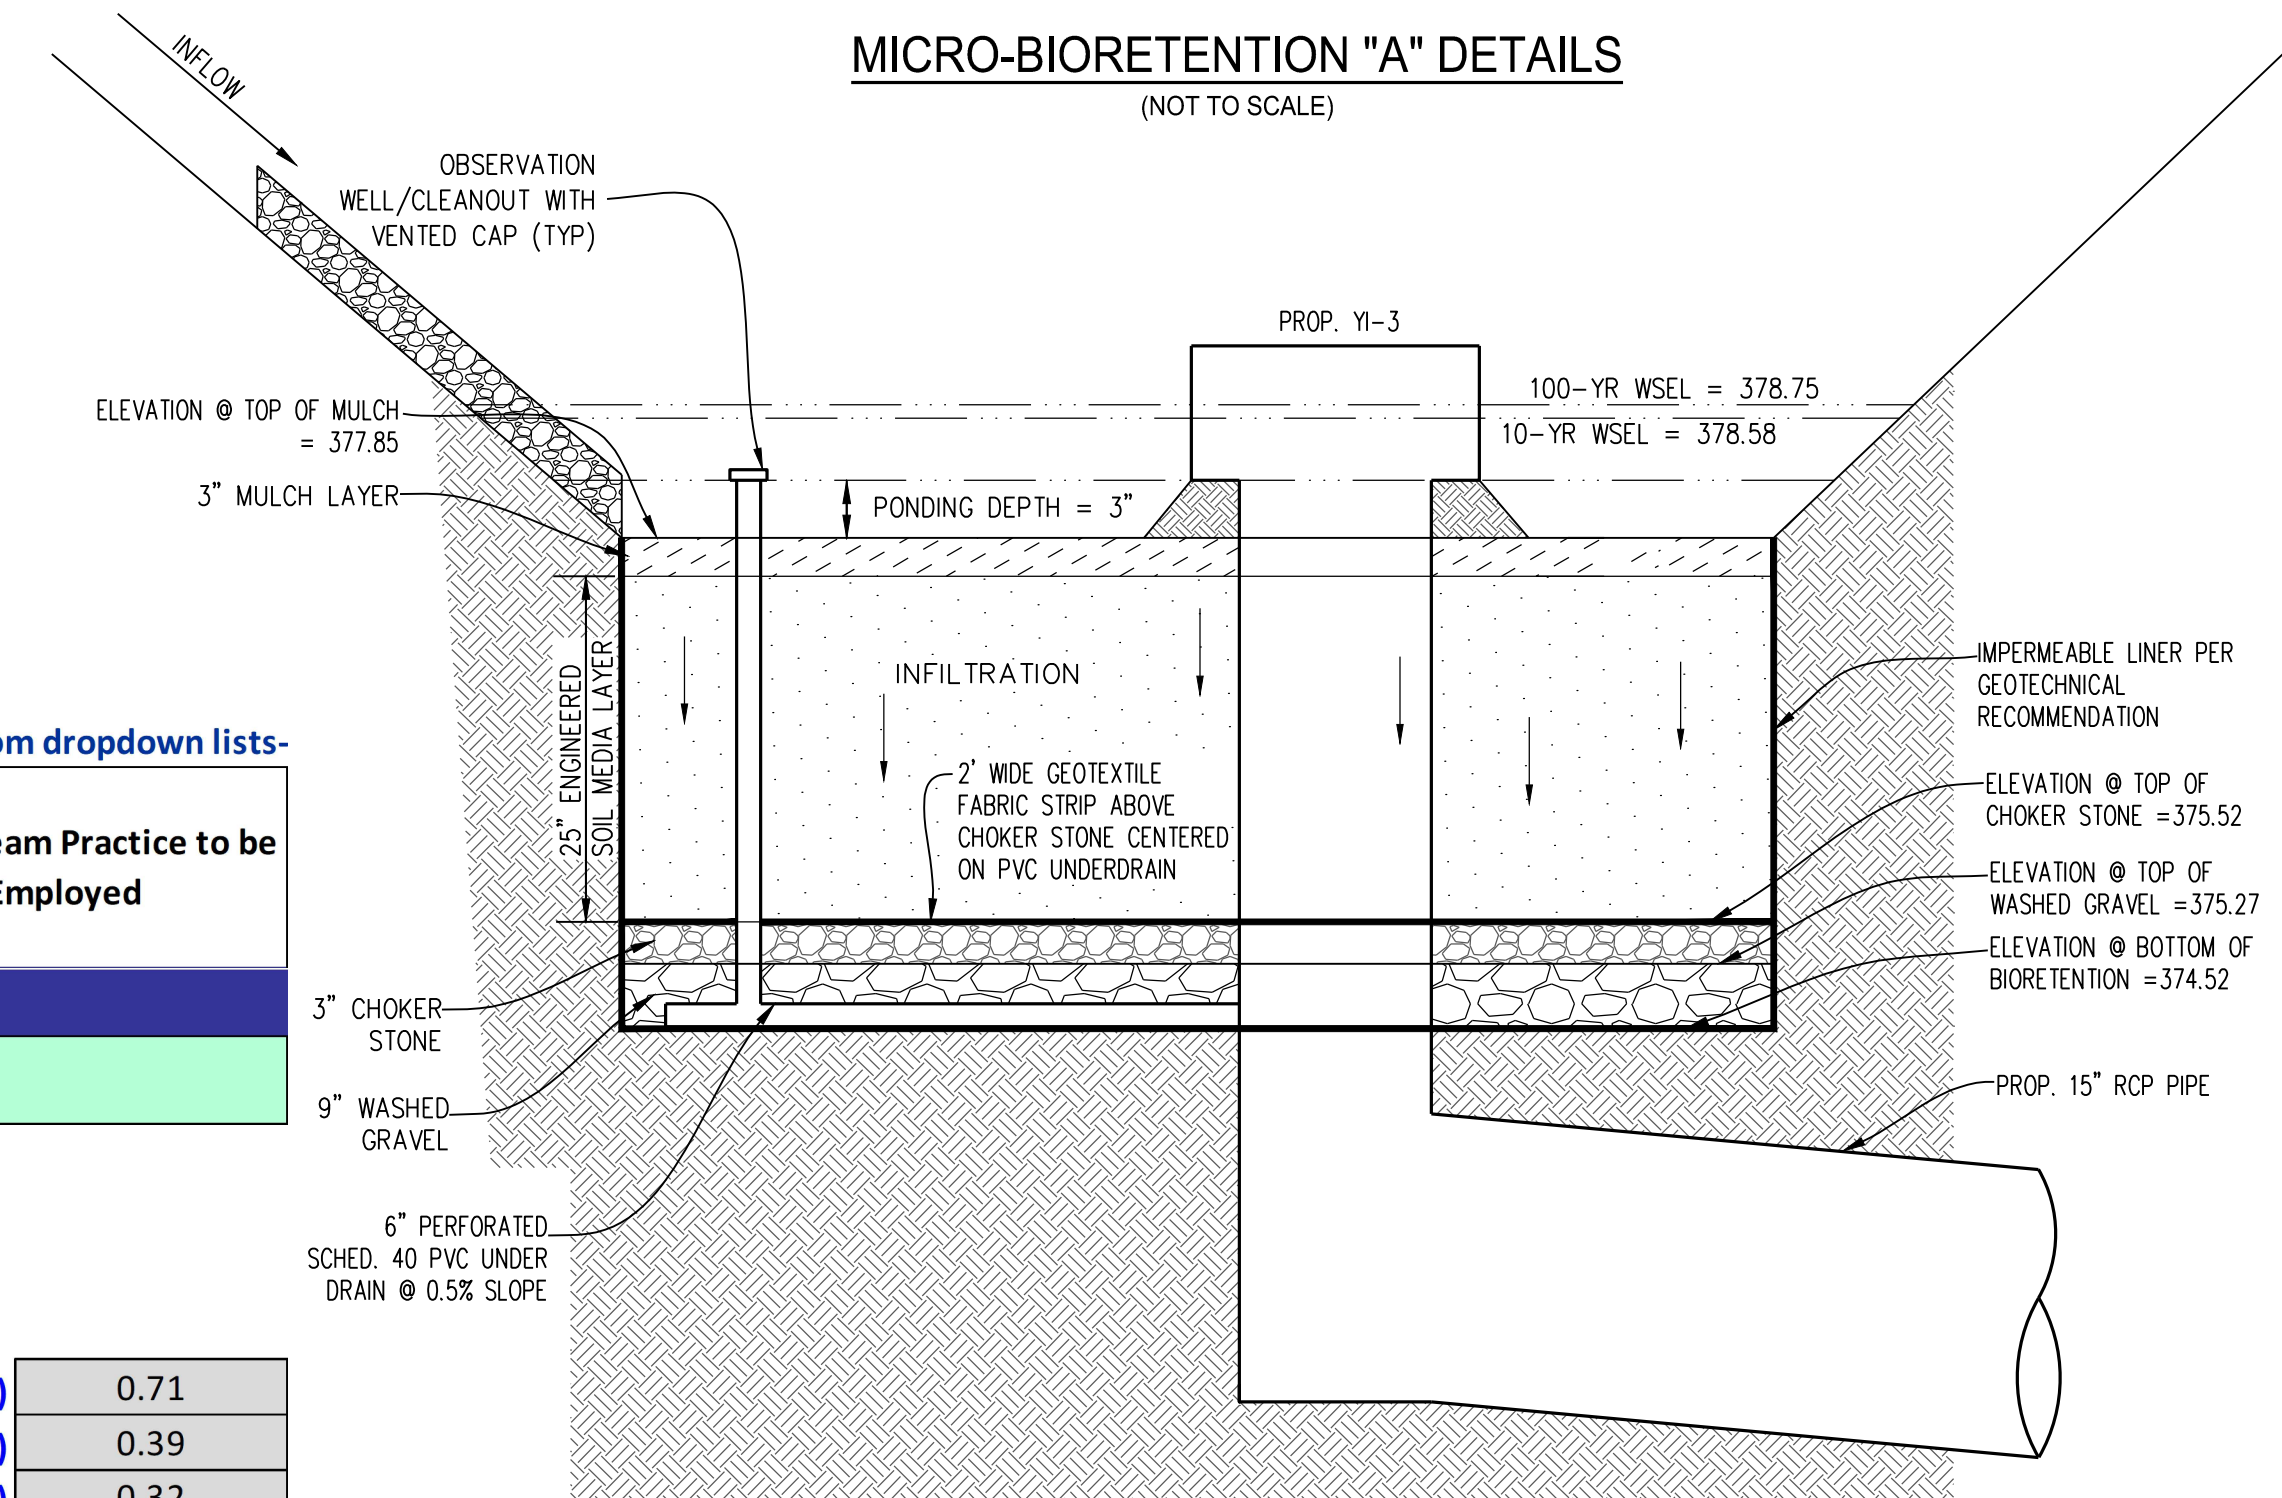 MICRO-BIORETENTION "A" DETAILS
(NOT TO SCALE)
INFLOW
OBSERVATION
WELL/CLEANOUT WITH
VENTED CAP (TYP)
PROP. YI-3
100-YR WSEL = 378.75
10-YR WSEL = 378.58
ELEVATION @ TOP OF MULCH
= 377.85
3" MULCH LAYER
PONDING DEPTH = 3"
25" ENGINEERED
SOIL MEDIA LAYER
INFILTRATION
IMPERMEABLE LINER PER
GEOTECHNICAL
RECOMMENDATION
2' WIDE GEOTEXTILE
FABRIC STRIP ABOVE
CHOKER STONE CENTERED
ON PVC UNDERDRAIN
ELEVATION @ TOP OF
CHOKER STONE =375.52
ELEVATION @ TOP OF
WASHED GRAVEL =375.27
ELEVATION @ BOTTOM OF
BIORETENTION =374.52
3" CHOKER
STONE
9" WASHED
GRAVEL
PROP. 15" RCP PIPE
6" PERFORATED
SCHED. 40 PVC UNDER
DRAIN @ 0.5% SLOPE
om dropdown lists-
eam Practice to be
Employed
) 0.71
) 0.39
) 0.32